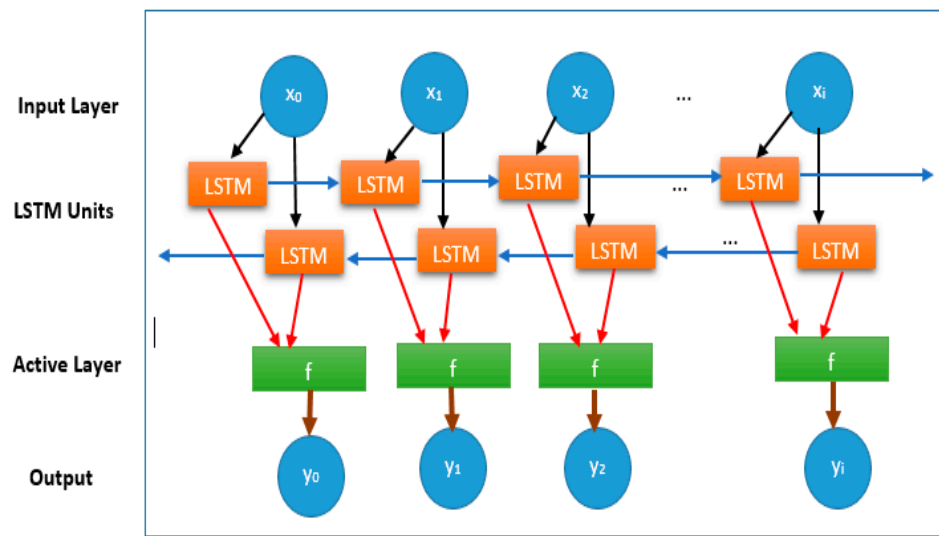 Input Layer x₀ x₁ x₂ ... xᵢ
LSTM LSTM LSTM ... LSTM
LSTM Units
LSTM LSTM LSTM ... LSTM
Active Layer f f f f
Output y₀ y₁ y₂ yᵢ